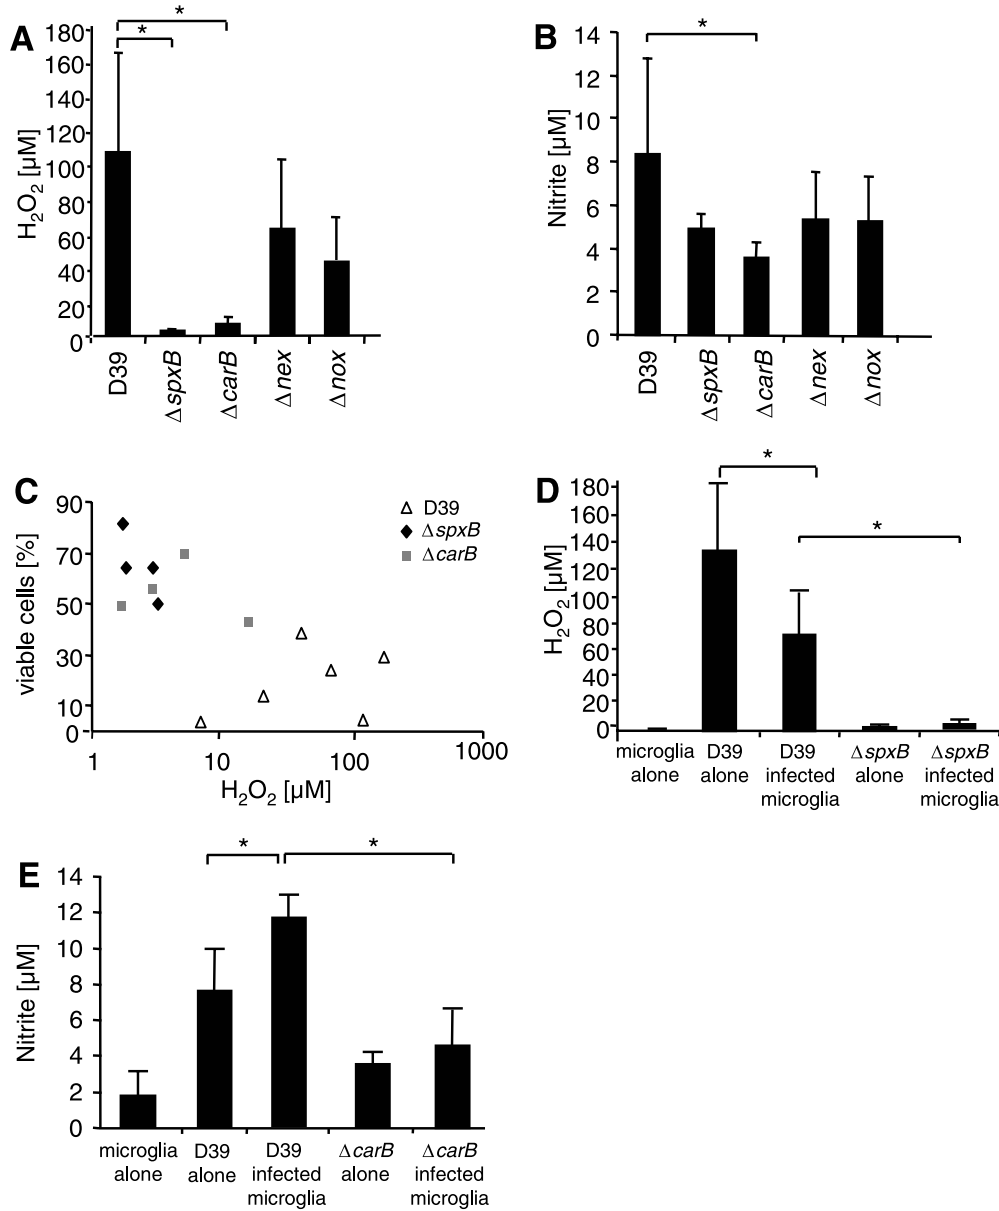 A
H2O2 [µM]
180
160
140
120
100
80
60
40
20
0
*
*
D39
ΔspxB
ΔcarB
Δnex
Δnox
B
Nitrite [µM]
14
12
10
8
6
4
2
0
*
D39
ΔspxB
ΔcarB
Δnex
Δnox
C
viable cells [%]
90
70
50
30
10
0
1
10
100
1000
H2O2 [µM]
D39
ΔspxB
ΔcarB
D
H2O2 [µM]
180
160
140
120
100
80
60
40
20
0
*
*
microglia
alone
D39
alone
D39
infected
microglia
ΔspxB
alone
ΔspxB
infected
microglia
E
Nitrite [µM]
14
12
10
8
6
4
2
0
*
*
microglia
alone
D39
alone
D39
infected
microglia
ΔcarB
alone
ΔcarB
infected
microglia